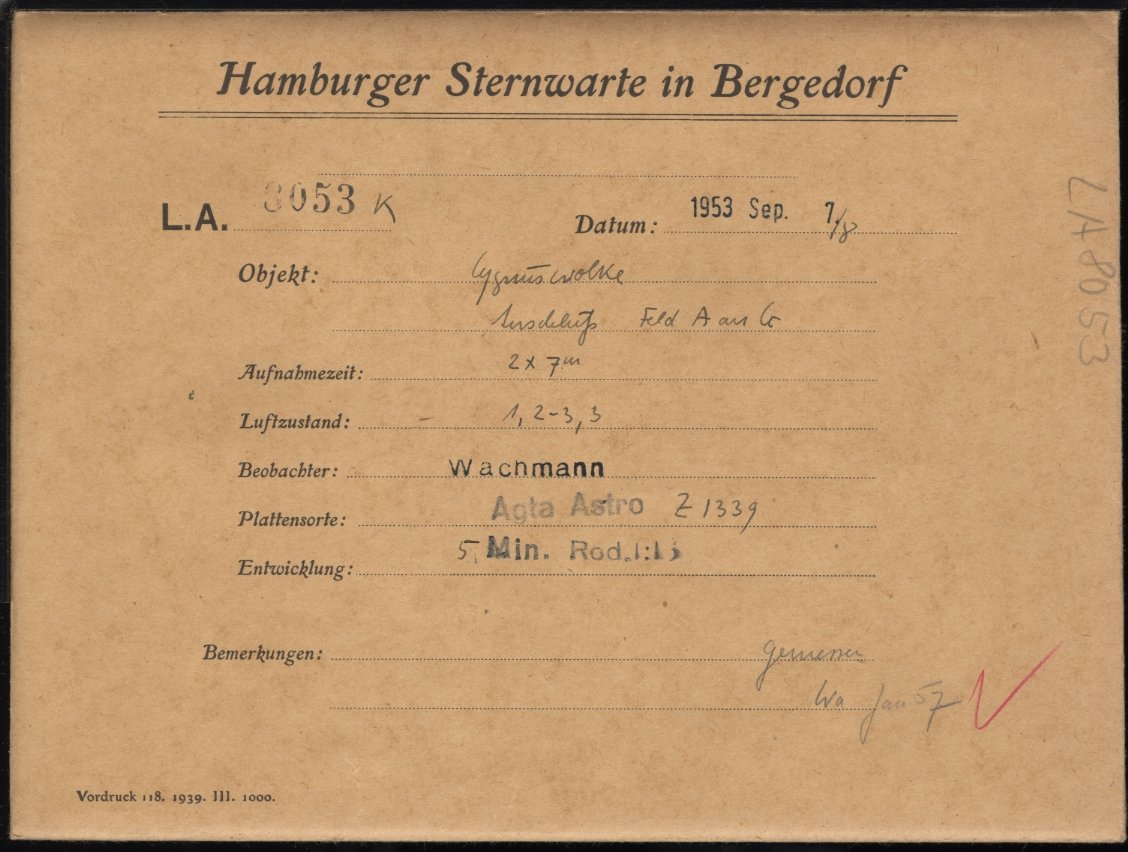 Hamburger Sternwarte in Bergedorf
L.A. 8053 K
Datum: 1953 Sep. 7./8
Objekt: Cygnuswolke
Anschluß Feld A an G
Aufnahmezeit: 2 x 7m
Luftzustand: 1, 2-3, 3
Beobachter: Wachmann
Plattensorte: Agfa Astro Z 1339
Entwicklung: 5 Min. Rod. 1:15
Bemerkungen: gemessen
Wa Jan 57
Vordruck 118. 1939. III. 1000.
LA 8053